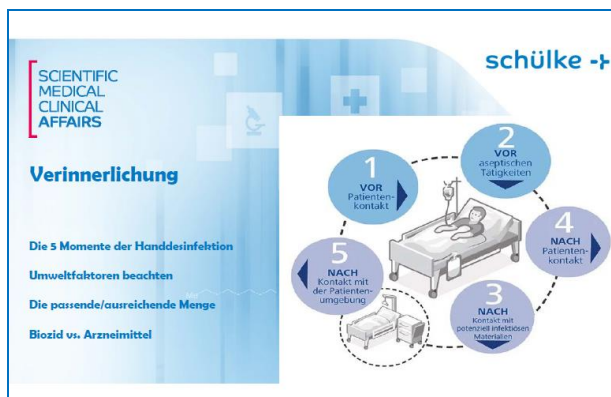 SCIENTIFIC
MEDICAL
CLINICAL
AFFAIRS
schülke -+
Verinnerlichung
Die 5 Momente der Handdesinfektion
Umweltfaktoren beachten
Die passende/ausreichende Menge
Biozid vs. Arzneimittel
1
VOR
Patienten-
kontakt
2
VOR
aseptischen
Tätigkeiten
4
NACH
Patienten-
kontakt
5
NACH
Kontakt mit
der Patienten-
umgebung
3
NACH
Kontakt mit
potenziell infektiösen
Materialien